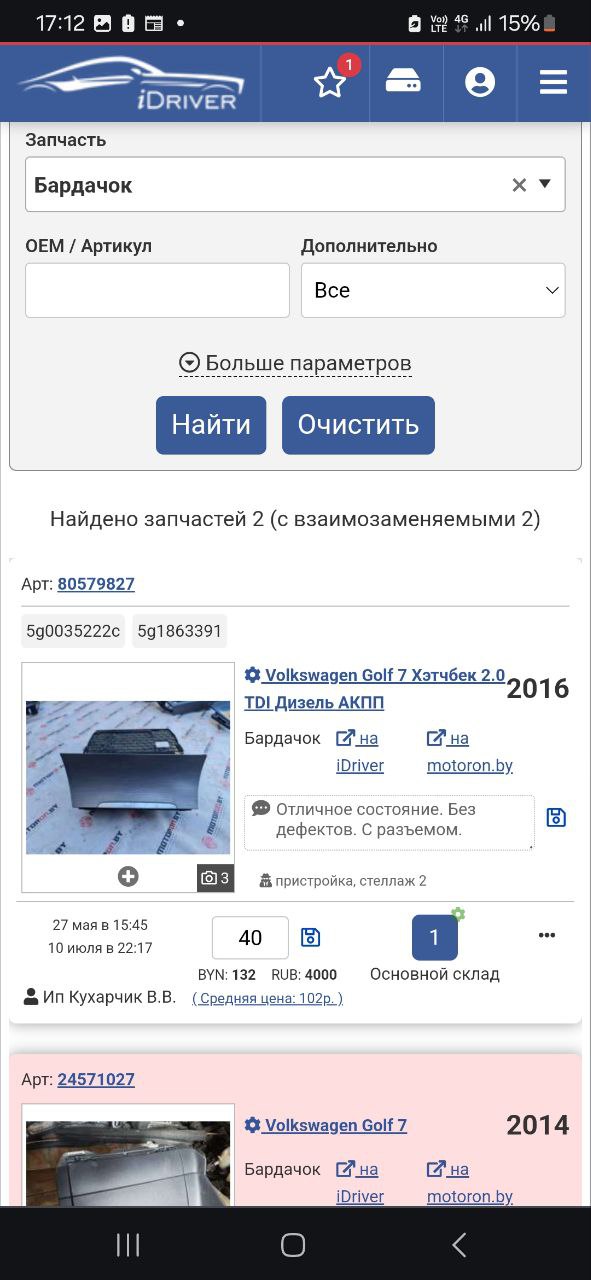 17:12
Vo)) LTE 4G 15%
iDRIVER
1
Запчасть
Бардачок
OEM / Артикул
Дополнительно
Все
Больше параметров
Найти
Очистить
Найдено запчастей 2 (с взаимозаменяемыми 2)
Арт: 80579827
5g0035222c 5g1863391
Volkswagen Golf 7 Хэтчбек 2.0
TDI Дизель АКПП
2016
Бардачок
на
iDriver
на
motoron.by
Отличное состояние. Без
дефектов. С разъемом.
3
пристройка, стеллаж 2
27 мая в 15:45
10 июля в 22:17
40
1
BYN: 132 RUB: 4000
Основной склад
Ип Кухарчик В.В.
( Средняя цена: 102р. )
Арт: 24571027
Volkswagen Golf 7
2014
Бардачок
на
iDriver
на
motoron.by